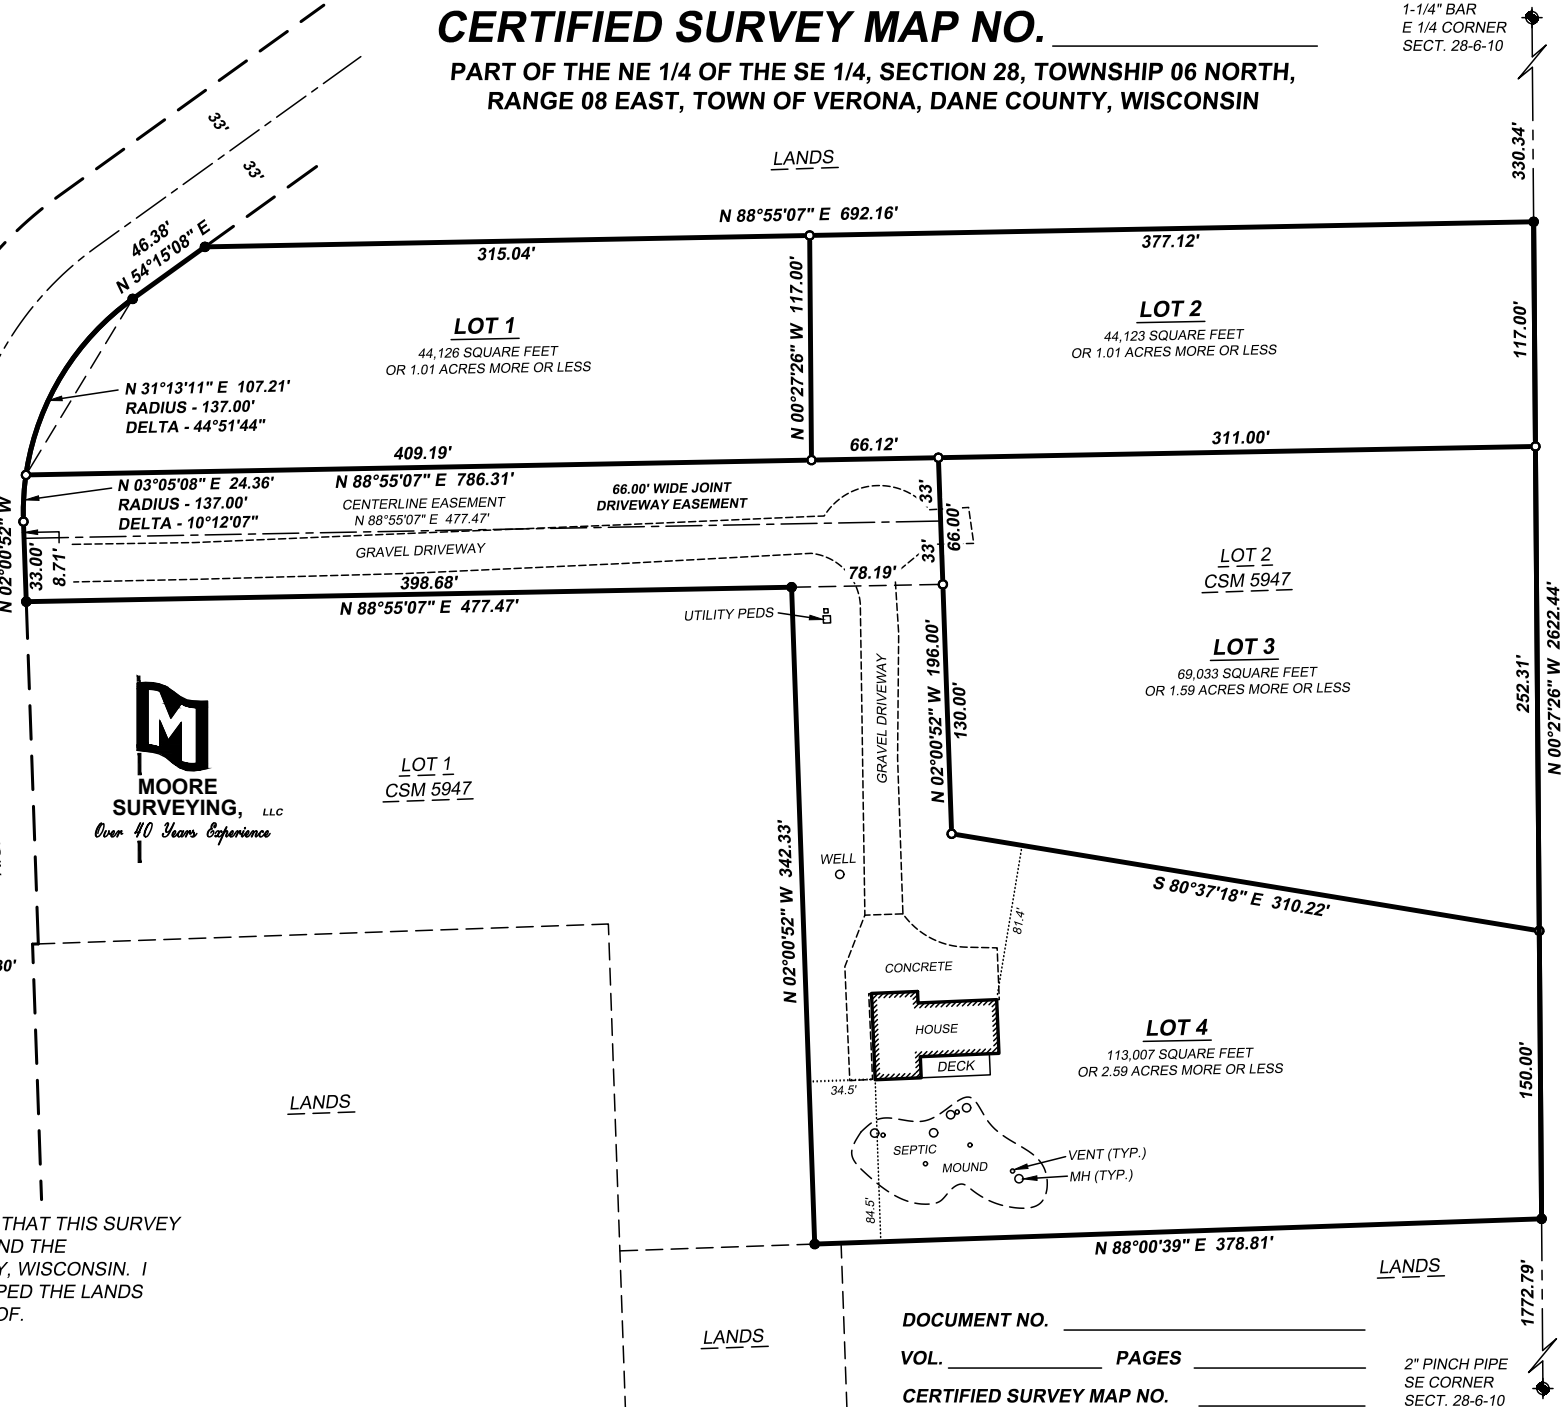 CERTIFIED SURVEY MAP NO.
PART OF THE NE 1/4 OF THE SE 1/4, SECTION 28, TOWNSHIP 06 NORTH,
RANGE 08 EAST, TOWN OF VERONA, DANE COUNTY, WISCONSIN
1-1/4" BAR
E 1/4 CORNER
SECT. 28-6-10
33'
33'
LANDS
330.34'
46.38'
N 54°15'08" E
N 88°55'07" E 692.16'
315.04'
377.12'
LOT 1
44,126 SQUARE FEET
OR 1.01 ACRES MORE OR LESS
N 00°27'26" W 117.00'
LOT 2
44,123 SQUARE FEET
OR 1.01 ACRES MORE OR LESS
117.00'
N 31°13'11" E 107.21'
RADIUS - 137.00'
DELTA - 44°51'44"
409.19'
66.12'
311.00'
N 88°55'07" E 786.31'
N 03°05'08" E 24.36'
RADIUS - 137.00'
DELTA - 10°12'07"
CENTERLINE EASEMENT
N 88°55'07" E 477.47'
66.00' WIDE JOINT
DRIVEWAY EASEMENT
33'
33'
66.00'
N 02°00'52" W
33.00'
8.71'
GRAVEL DRIVEWAY
398.68'
78.19'
N 88°55'07" E 477.47'
UTILITY PEDS
LOT 2
CSM 5947
LOT 3
69,033 SQUARE FEET
OR 1.59 ACRES MORE OR LESS
GRAVEL DRIVEWAY
N 02°00'52" W 196.00'
130.00'
252.31'
N 00°27'26" W 2622.44'
M
MOORE
SURVEYING, LLC
Over 40 Years Experience
LOT 1
CSM 5947
N 02°00'52" W 342.33'
WELL
S 80°37'18" E 310.22'
81.4'
CONCRETE
HOUSE
DECK
34.5'
LOT 4
113,007 SQUARE FEET
OR 2.59 ACRES MORE OR LESS
150.00'
LANDS
SEPTIC
MOUND
VENT (TYP.)
MH (TYP.)
84.5'
N 88°00'39" E 378.81'
THAT THIS SURVEY
ND THE
Y, WISCONSIN. I
PED THE LANDS
OF.
LANDS
1772.79'
LANDS
DOCUMENT NO.
VOL. PAGES
CERTIFIED SURVEY MAP NO.
2" PINCH PIPE
SE CORNER
SECT. 28-6-10